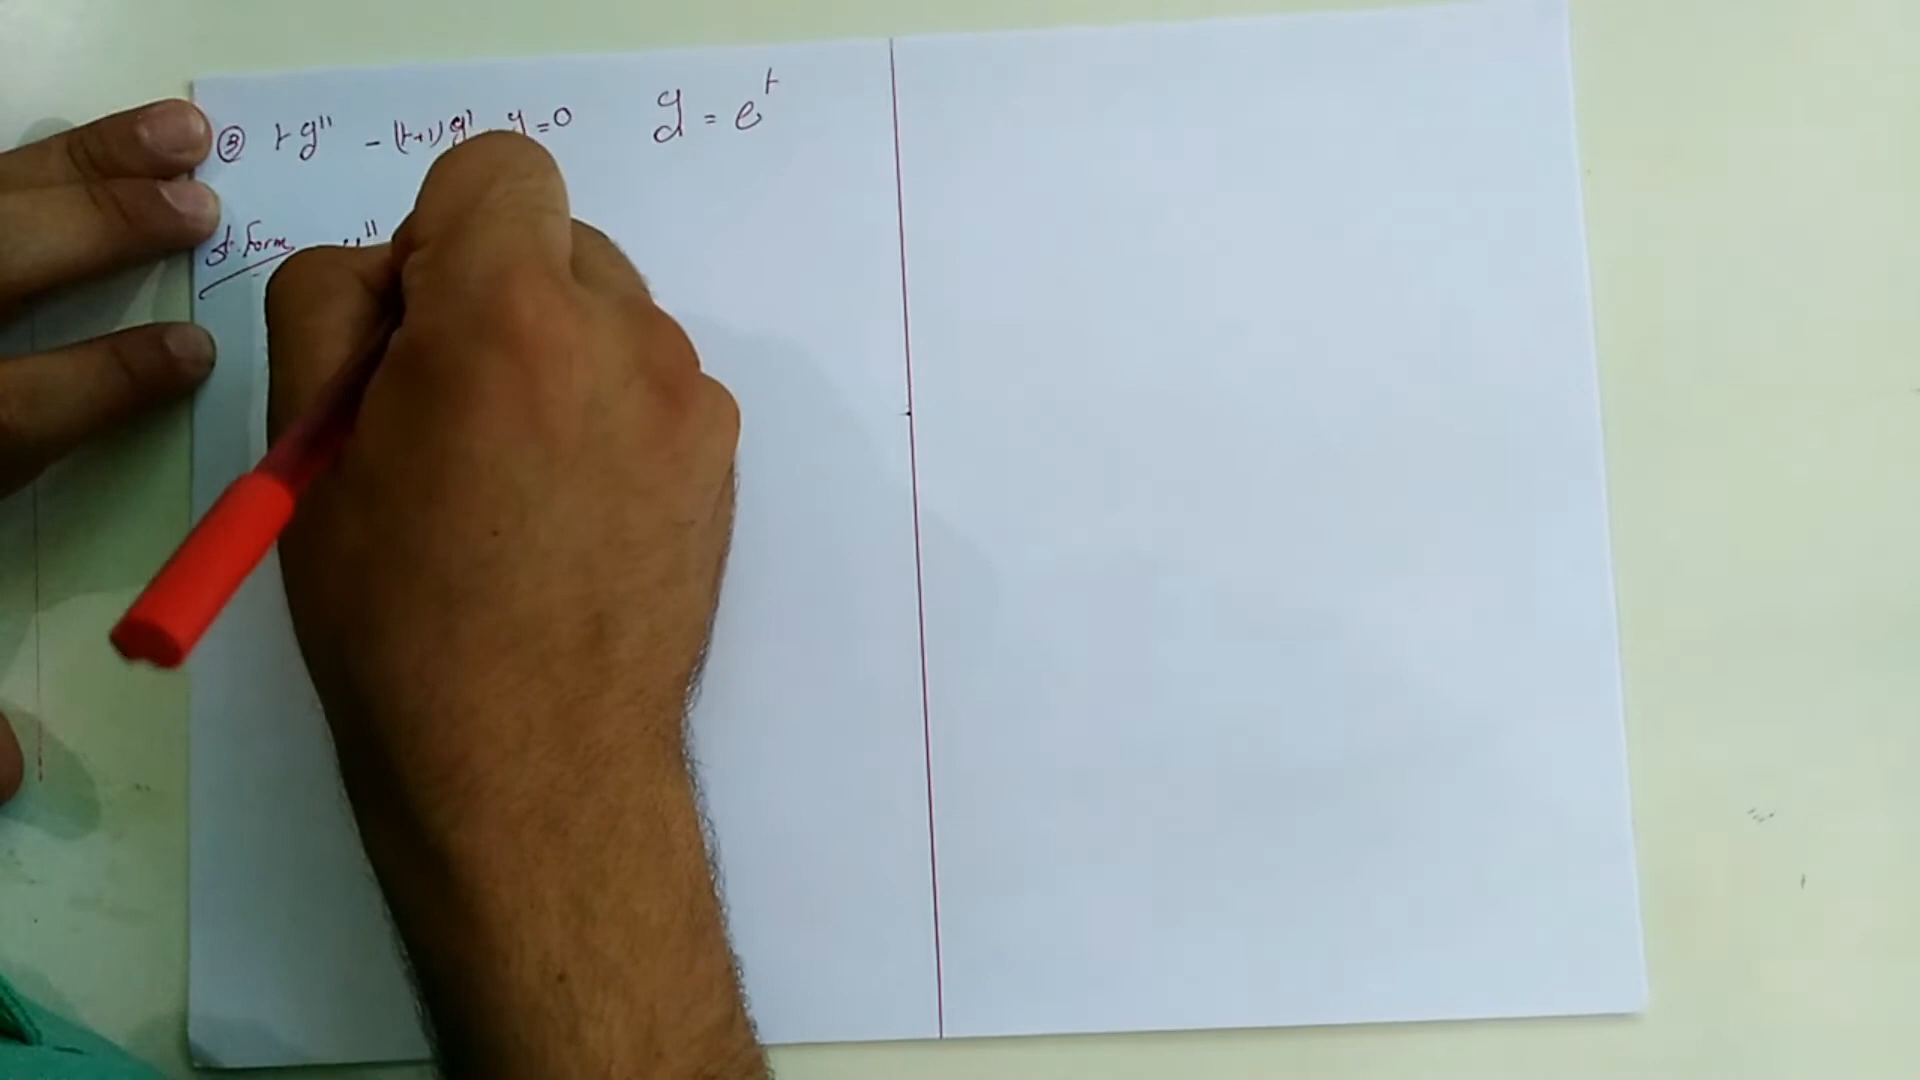 ③ t y'' - (t+1) y' y = 0 y = e^t
st. Form y''